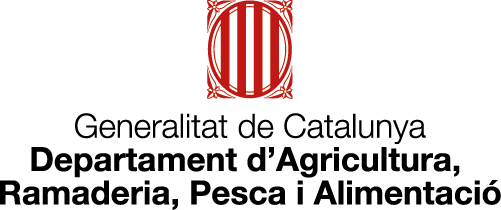 Generalitat de Catalunya
Departament d’Agricultura,
Ramaderia, Pesca i Alimentació